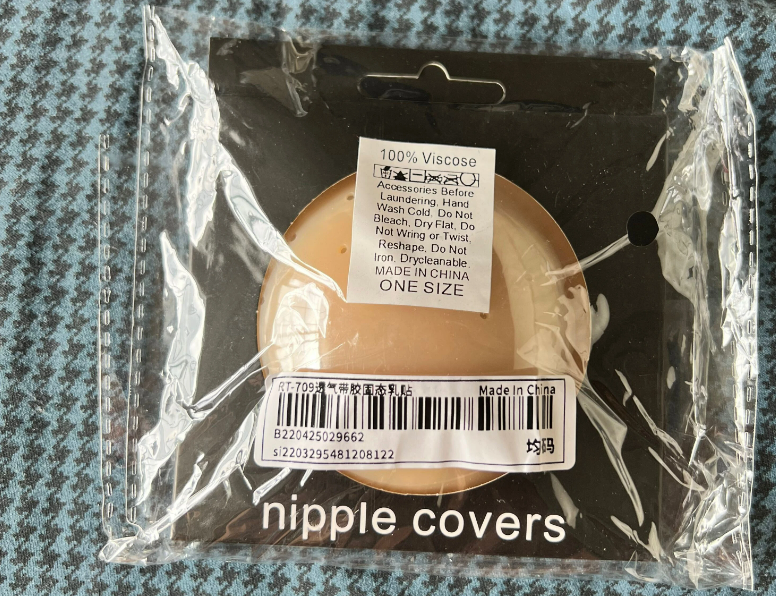 100% Viscose
Accessories Before
Laundering, Hand
Wash Cold, Do Not
Bleach, Dry Flat, Do
Not Wring or Twist,
Reshape, Do Not
Iron, Drycleanable.
MADE IN CHINA
ONE SIZE
RT-709透气带胶固态乳贴 Made In China
B220425029662
均码
si2203295481208122
nipple covers